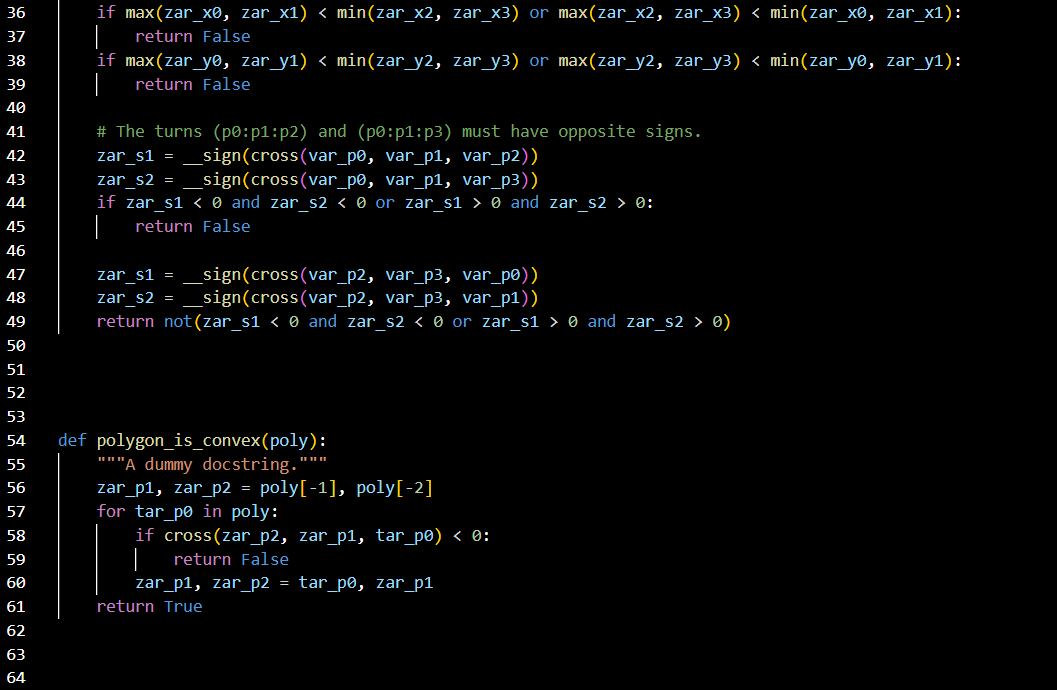 36 if max(zar_x0, zar_x1) < min(zar_x2, zar_x3) or max(zar_x2, zar_x3) < min(zar_x0, zar_x1):
37 return False
38 if max(zar_y0, zar_y1) < min(zar_y2, zar_y3) or max(zar_y2, zar_y3) < min(zar_y0, zar_y1):
39 return False
40
41 # The turns (p0:p1:p2) and (p0:p1:p3) must have opposite signs.
42 zar_s1 = __sign(cross(var_p0, var_p1, var_p2))
43 zar_s2 = __sign(cross(var_p0, var_p1, var_p3))
44 if zar_s1 < 0 and zar_s2 < 0 or zar_s1 > 0 and zar_s2 > 0:
45 return False
46
47 zar_s1 = __sign(cross(var_p2, var_p3, var_p0))
48 zar_s2 = __sign(cross(var_p2, var_p3, var_p1))
49 return not(zar_s1 < 0 and zar_s2 < 0 or zar_s1 > 0 and zar_s2 > 0)
50
51
52
53
54 def polygon_is_convex(poly):
55 """A dummy docstring."""
56 zar_p1, zar_p2 = poly[-1], poly[-2]
57 for tar_p0 in poly:
58 if cross(zar_p2, zar_p1, tar_p0) < 0:
59 return False
60 zar_p1, zar_p2 = tar_p0, zar_p1
61 return True
62
63
64